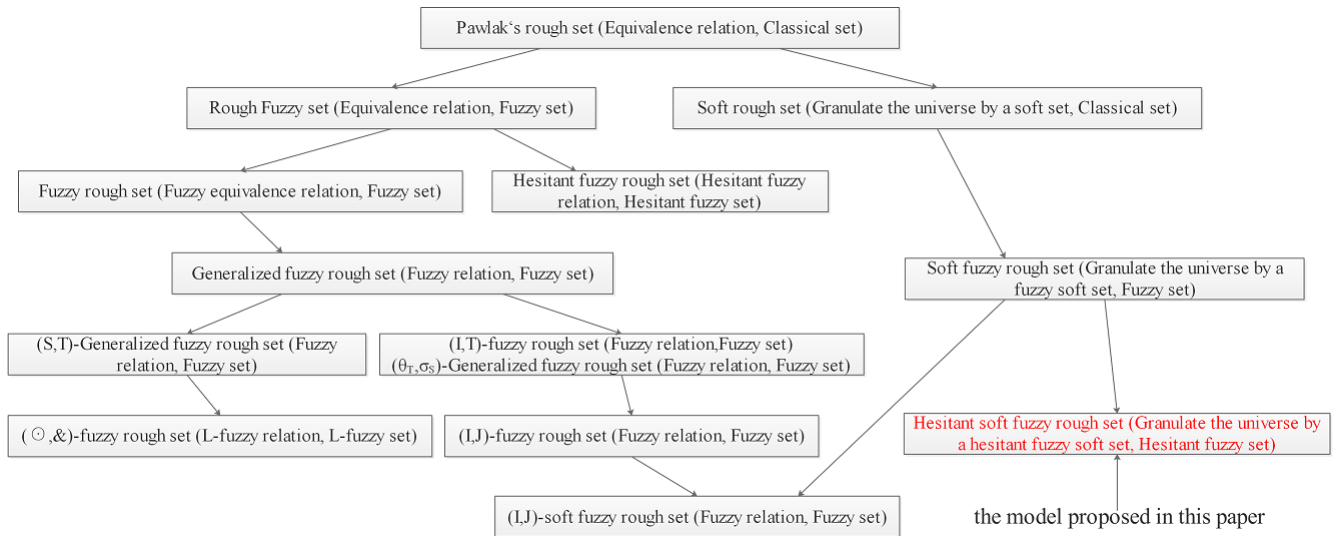 Pawlak‘s rough set (Equivalence relation, Classical set)
Rough Fuzzy set (Equivalence relation, Fuzzy set)
Soft rough set (Granulate the universe by a soft set, Classical set)
Fuzzy rough set (Fuzzy equivalence relation, Fuzzy set)
Hesitant fuzzy rough set (Hesitant fuzzy
relation, Hesitant fuzzy set)
Generalized fuzzy rough set (Fuzzy relation, Fuzzy set)
Soft fuzzy rough set (Granulate the universe by a
fuzzy soft set, Fuzzy set)
(S,T)-Generalized fuzzy rough set (Fuzzy
relation, Fuzzy set)
(I,T)-fuzzy rough set (Fuzzy relation,Fuzzy set)
(θ_T,σ_S)-Generalized fuzzy rough set (Fuzzy relation, Fuzzy set)
(⊙,&)-fuzzy rough set (L-fuzzy relation, L-fuzzy set)
(I,J)-fuzzy rough set (Fuzzy relation, Fuzzy set)
Hesitant soft fuzzy rough set (Granulate the universe by
a hesitant fuzzy soft set, Hesitant fuzzy set)
(I,J)-soft fuzzy rough set (Fuzzy relation, Fuzzy set)
the model proposed in this paper